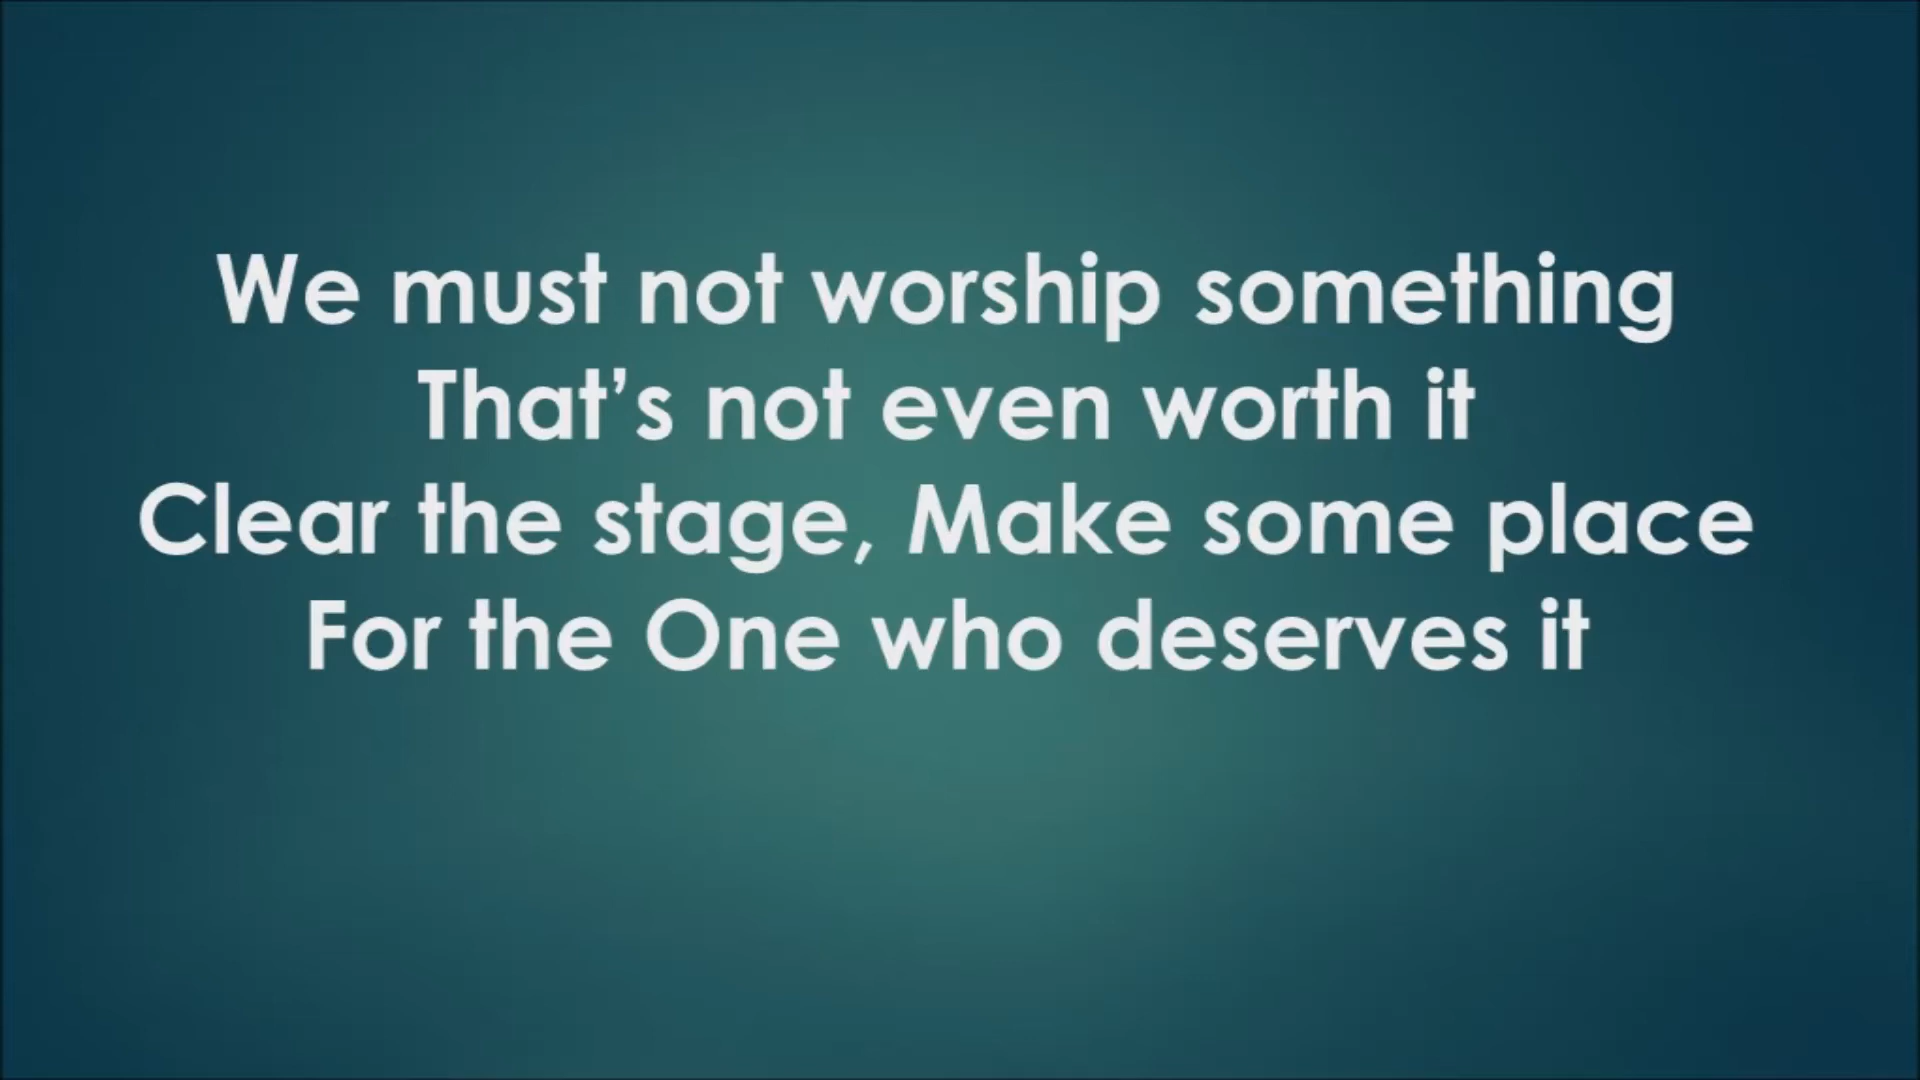 We must not worship something
That’s not even worth it
Clear the stage, Make some place
For the One who deserves it